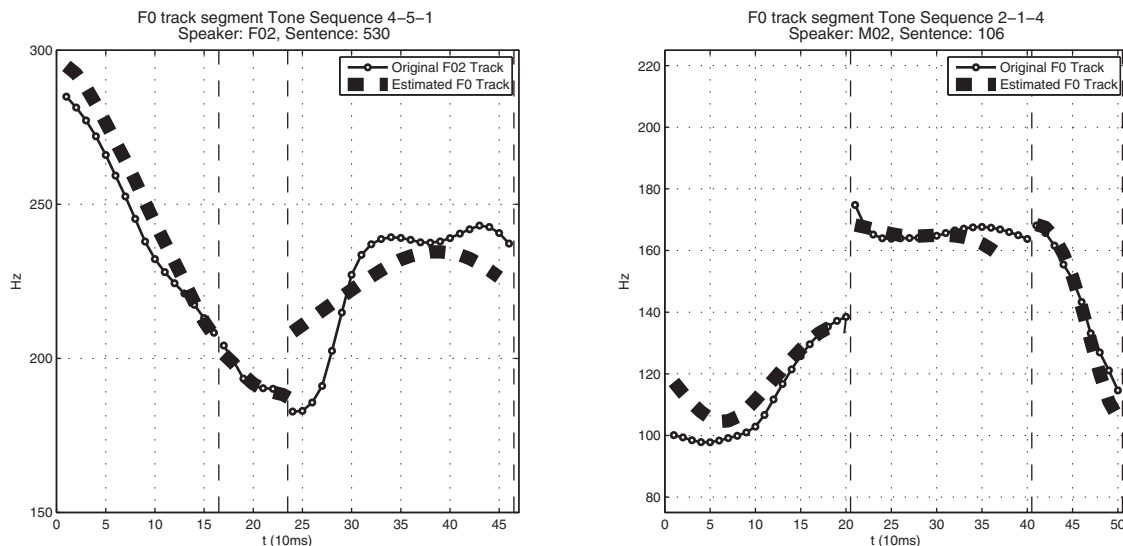 F0 track segment Tone Sequence 4−5−1
Speaker: F02, Sentence: 530
300
250
200
150
Hz
Original F02 Track
Estimated F0 Track
0 5 10 15 20 25 30 35 40 45
t (10ms)
F0 track segment Tone Sequence 2−1−4
Speaker: M02, Sentence: 106
220
200
180
160
140
120
100
80
Hz
Original F0 Track
Estimated F0 Track
0 5 10 15 20 25 30 35 40 45 50
t (10ms)